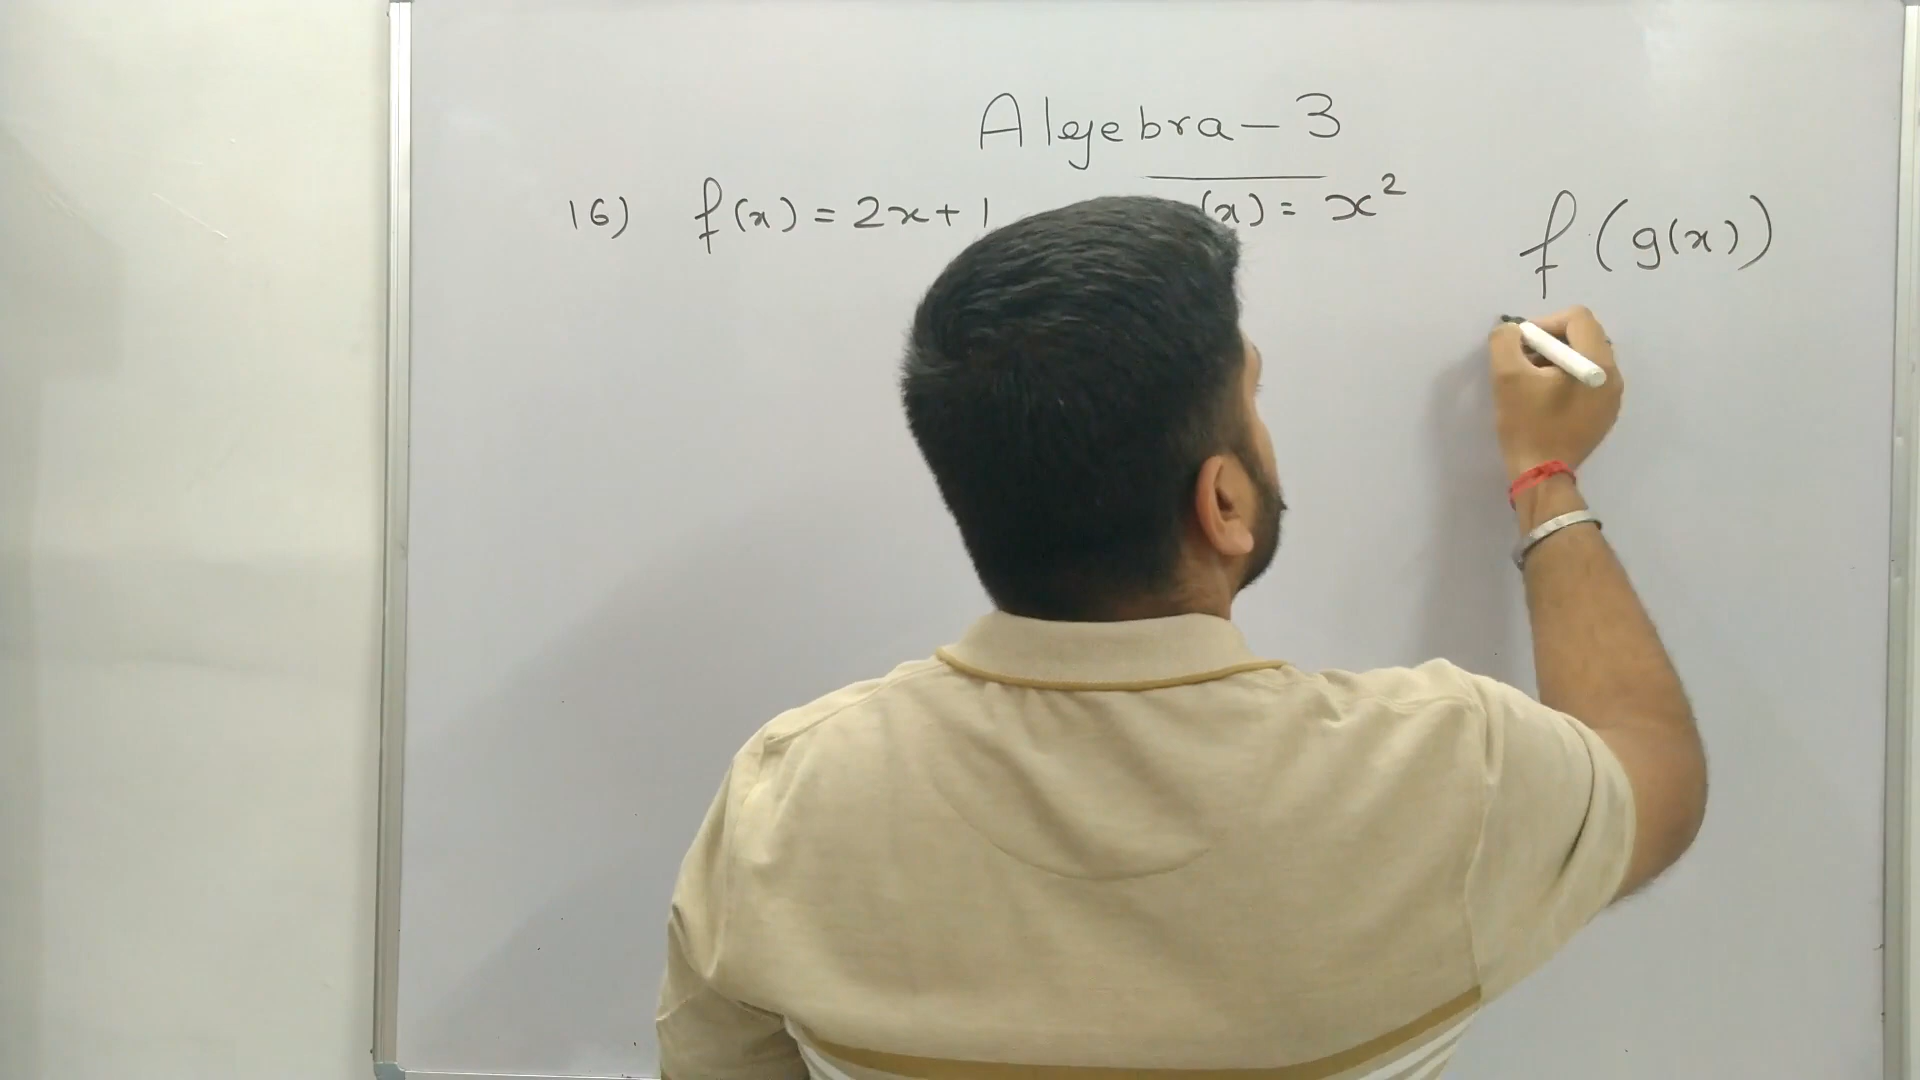 Algebra - 3
16) f(x) = 2x+1 (x) = x² f(g(x))